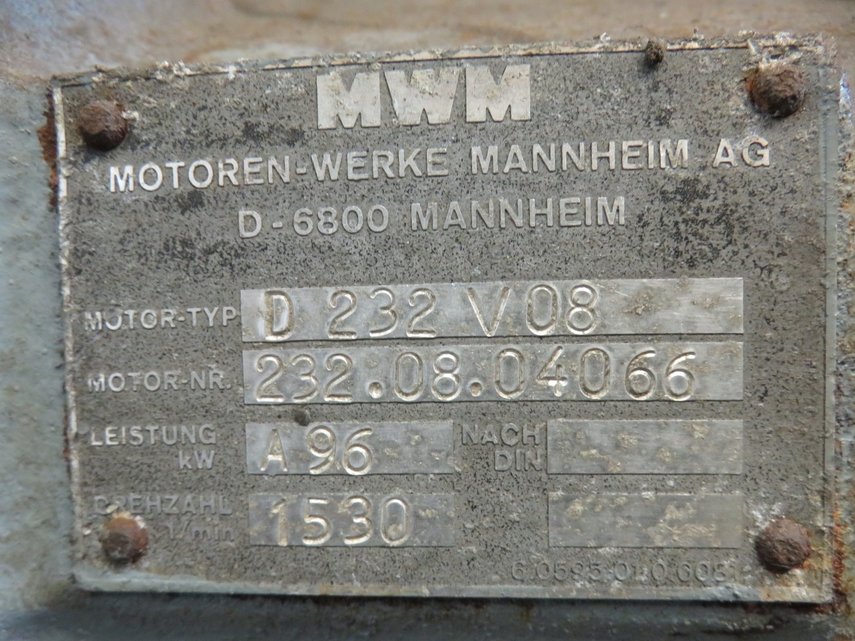 MWM
MOTOREN-WERKE MANNHEIM AG
D-6800 MANNHEIM
MOTOR-TYP D 232 V08
MOTOR-NR. 232.08.04066
LEISTUNG kW A 96 NACH DIN
DREHZAHL 1/min 1530